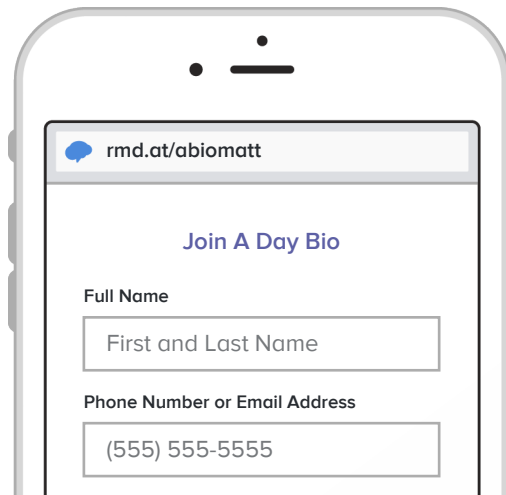 rmd.at/abiomatt
Join A Day Bio
Full Name
First and Last Name
Phone Number or Email Address
(555) 555-5555